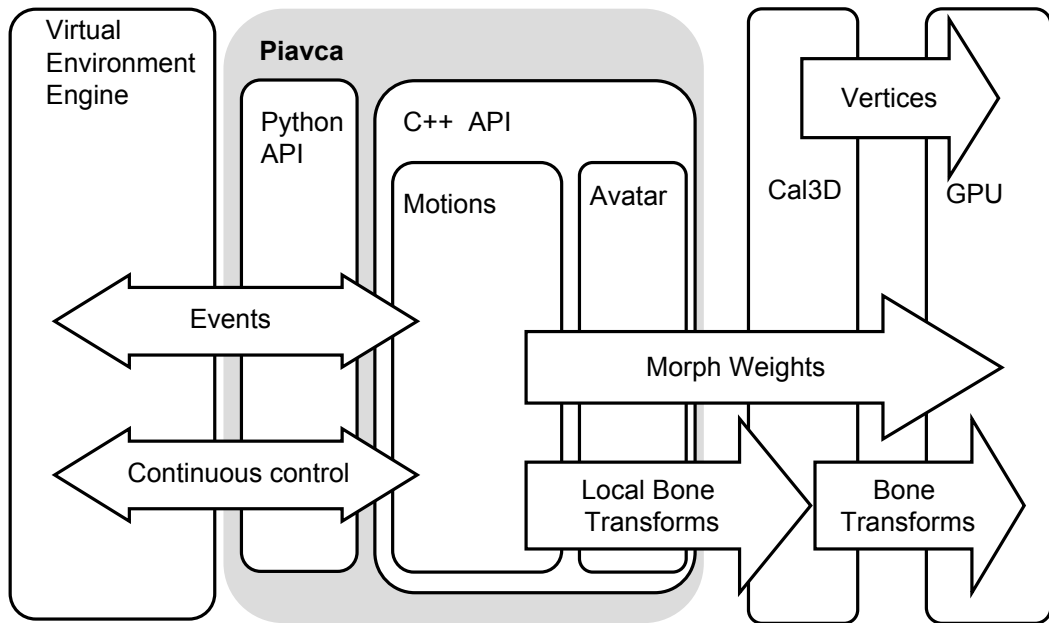 Virtual
Environment
Engine
Piavca
Python
API
C++ API
Motions
Avatar
Cal3D
GPU
Vertices
Events
Morph Weights
Continuous control
Local Bone
Transforms
Bone
Transforms